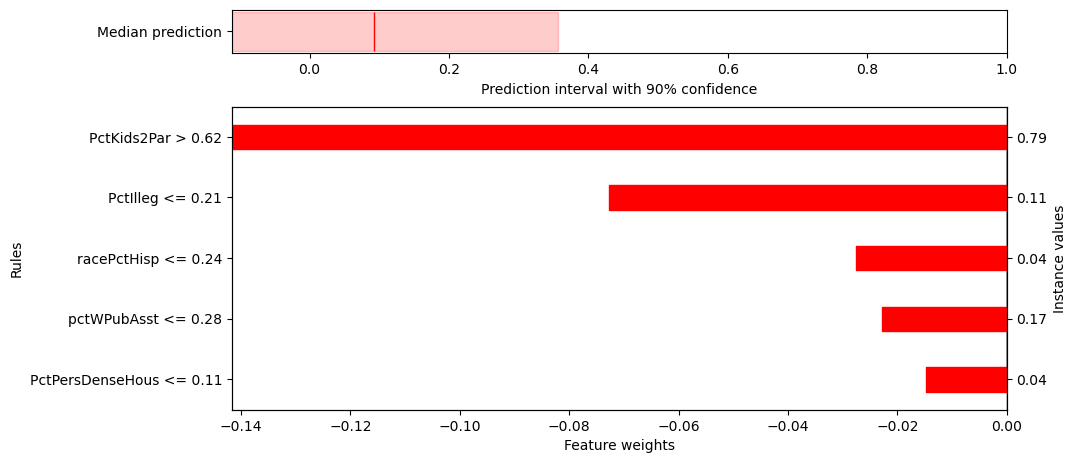 Median prediction
0.0 0.2 0.4 0.6 0.8 1.0
Prediction interval with 90% confidence
PctKids2Par > 0.62 0.79
PctIlleg <= 0.21 0.11
racePctHisp <= 0.24 0.04
pctWPubAsst <= 0.28 0.17
PctPersDenseHous <= 0.11 0.04
Rules
Instance values
−0.14 −0.12 −0.10 −0.08 −0.06 −0.04 −0.02 0.00
Feature weights